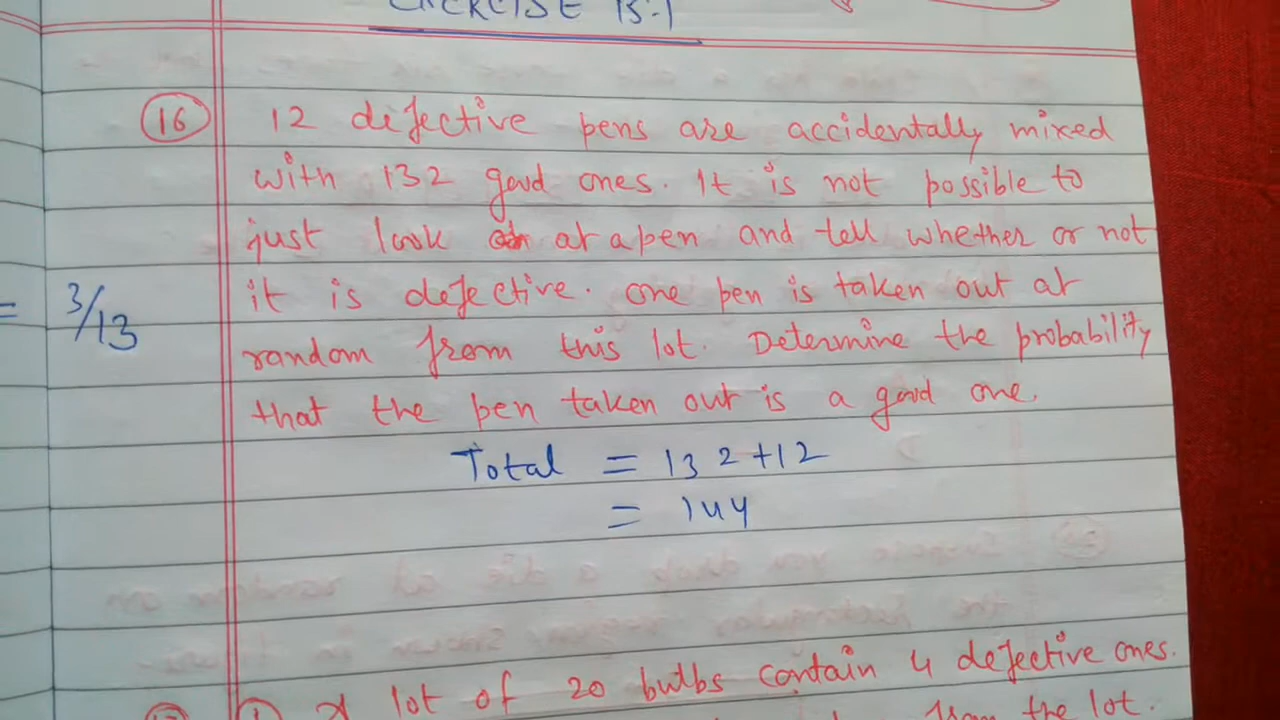 EXERCISE 15.1
16 12 defective pens are accidentally mixed
with 132 good ones. It is not possible to
just look at a pen and tell whether or not
it is defective. one pen is taken out at
= 3/13
random from this lot. Determine the probability
that the pen taken out is a good one.
Total = 132+12
= 144
lot of 20 bulbs contain 4 defective ones.
from the lot.